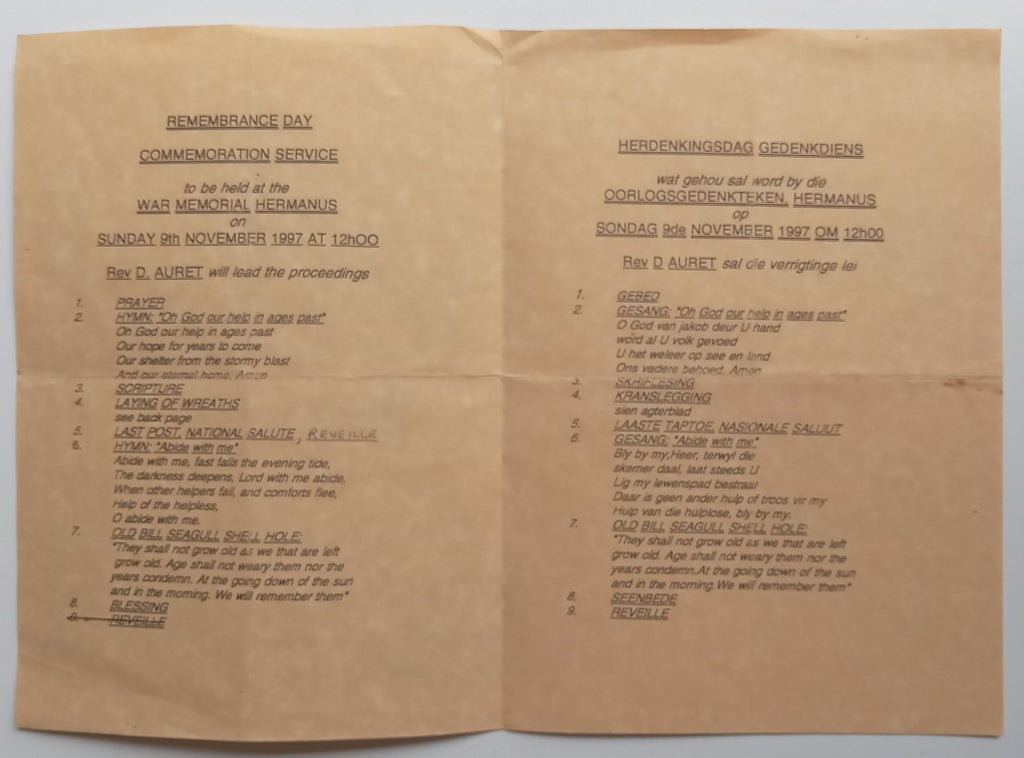 REMEMBRANCE DAY
COMMEMORATION SERVICE
to be held at the
WAR MEMORIAL HERMANUS
on
SUNDAY 9th NOVEMBER 1997 AT 12hOO
Rev D. AURET will lead the proceedings
1. PRAYER
2. HYMN: "Oh God our help in ages past"
Oh God our help in ages past
Our hope for years to come
Our shelter from the stormy blast
And our eternal home. Amen
3. SCRIPTURE
4. LAYING OF WREATHS
see back page
5. LAST POST, NATIONAL SALUTE, REVEILLE
6. HYMN: "Abide with me"
Abide with me, fast falls the evening tide,
The darkness deepens, Lord with me abide,
When other helpers fail, and comforts flee,
Help of the helpless,
O abide with me.
7. OLD BILL SEAGULL SHELL HOLE:
"They shall not grow old as we that are left
grow old. Age shall not weary them nor the
years condemn. At the going down of the sun
and in the morning. We will remember them"
8. BLESSING
9. REVEILLE
HERDENKINGSDAG GEDENKDIENS
wat gehou sal word by die
OORLOGSGEDENKTEKEN, HERMANUS
op
SONDAG 9de NOVEMBER 1997 OM 12h00
Rev D AURET sal die verrigtinge lei
1. GEBED
2. GESANG: "Oh God our help in ages past"
O God van jakob deur U hand
word al U volk gevoed
U het weleer op see en land
Ons vadere behoed. Amen
3. SKRIFLESING
4. KRANSLEGGING
sien agterblad
5. LAASTE TAPTOE, NASIONALE SALUUT
6. GESANG: "Abide with me"
Bly by my,Heer, terwyl die
skemer daal, laat steeds U
Lig my lewenspad bestraal
Daar is geen ander hulp of troos vir my
Hulp van die hulplose, bly by my.
7. OLD BILL SEAGULL SHELL HOLE:
"They shall not grow old as we that are left
grow old. Age shall not weary them nor the
years condemn.At the going down of the sun
and in the morning.We will remember them"
8. SEENBEDE
9. REVEILLE